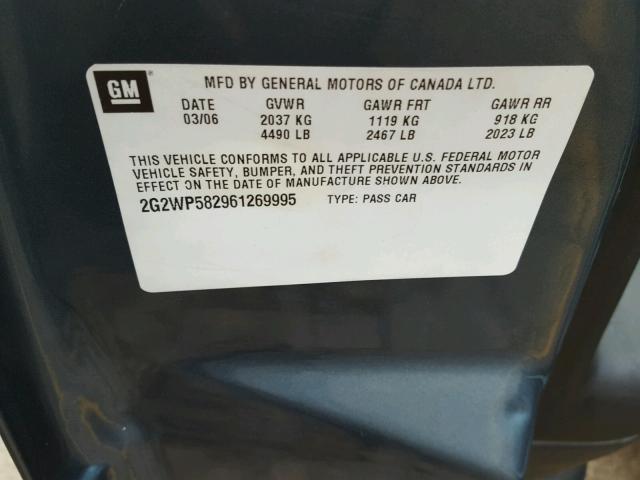 GM
MFD BY GENERAL MOTORS OF CANADA LTD.
DATE GVWR GAWR FRT GAWR RR
03/06 2037 KG 1119 KG 918 KG
4490 LB 2467 LB 2023 LB
THIS VEHICLE CONFORMS TO ALL APPLICABLE U.S. FEDERAL MOTOR
VEHICLE SAFETY, BUMPER, AND THEFT PREVENTION STANDARDS IN
EFFECT ON THE DATE OF MANUFACTURE SHOWN ABOVE.
2G2WP582961269995 TYPE: PASS CAR